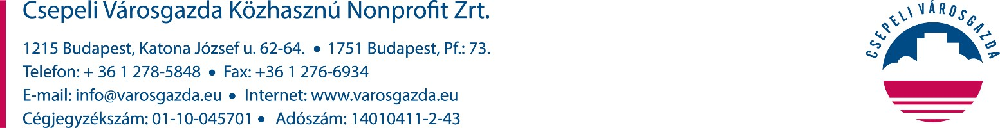 Csepeli Városgazda Közhasznú Nonprofit Zrt.
1215 Budapest, Katona József u. 62-64. • 1751 Budapest, Pf.: 73.
Telefon: + 36 1 278-5848 • Fax: +36 1 276-6934
E-mail: info@varosgazda.eu • Internet: www.varosgazda.eu
Cégjegyzékszám: 01-10-045701 • Adószám: 14010411-2-43
CSEPELI VÁROSGAZDA